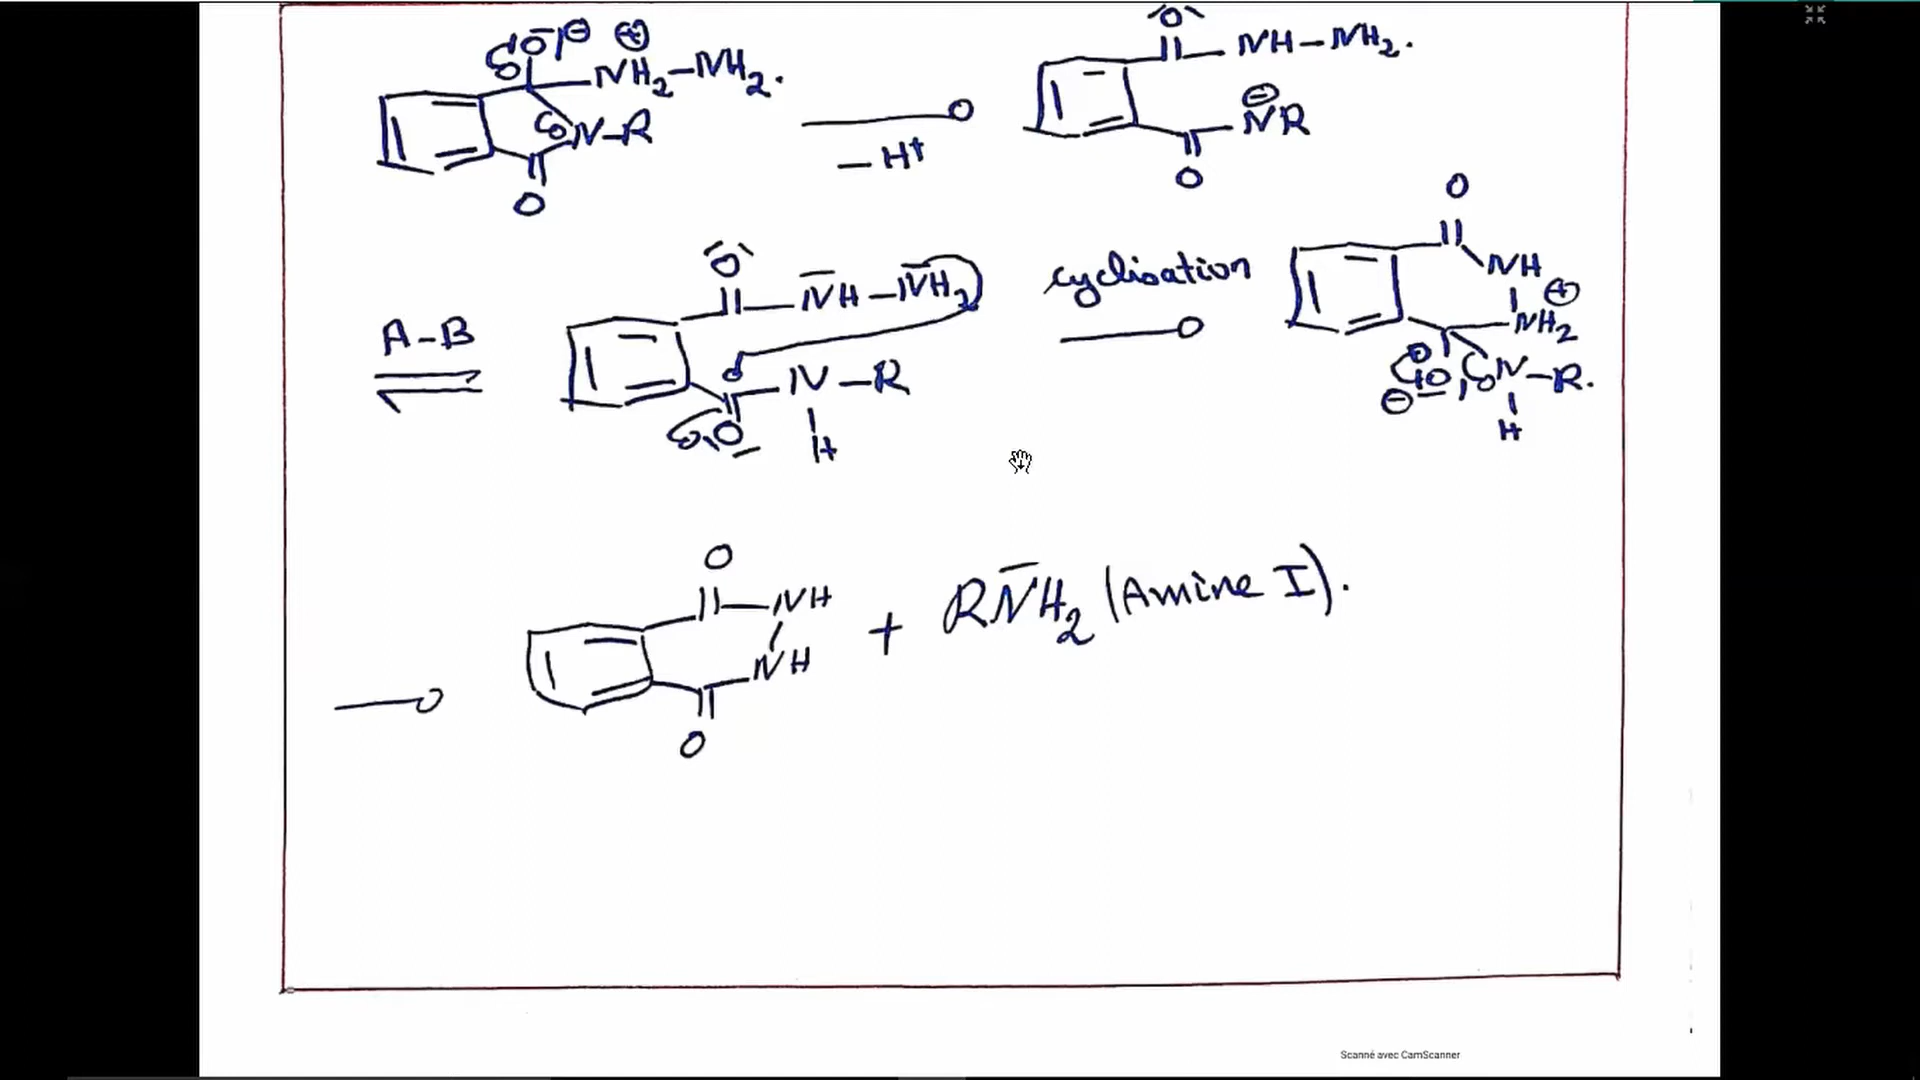 |O̅|⊖ ⊕
NH2–NH2.
N–R
O
– H+
O
NH–NH2.
⊖
NR
O
A–B
O
NH–NH2
N–R
O
H
cyclisation
O
NH
⊕
NH2
⊖ |O|
N–R.
H
O
NH
NH
O
+ RNH2 (Amine I).
Scanné avec CamScanner